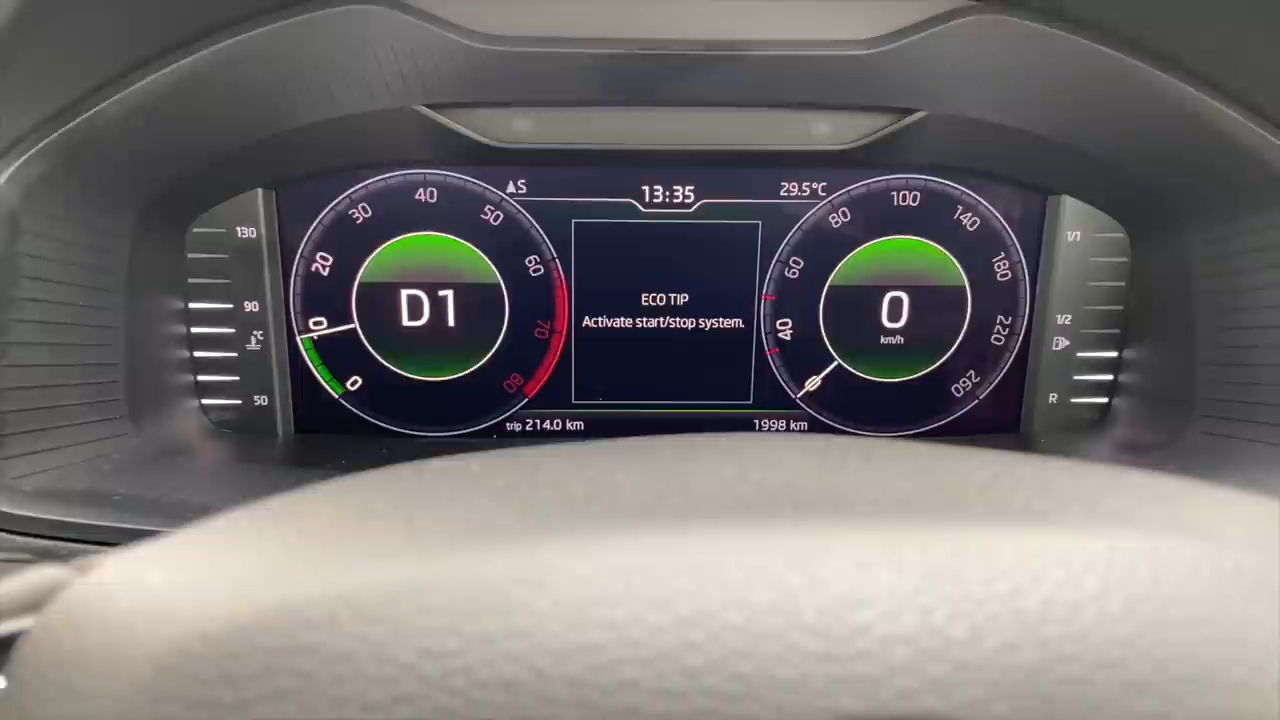 S
13:35
29.5°C
130
90
°C
50
0
10
20
30
40
50
60
70
80
D1
ECO TIP
Activate start/stop system.
0
40
60
80
100
140
180
220
260
0
km/h
1/1
1/2
R
trip 214.0 km
1998 km